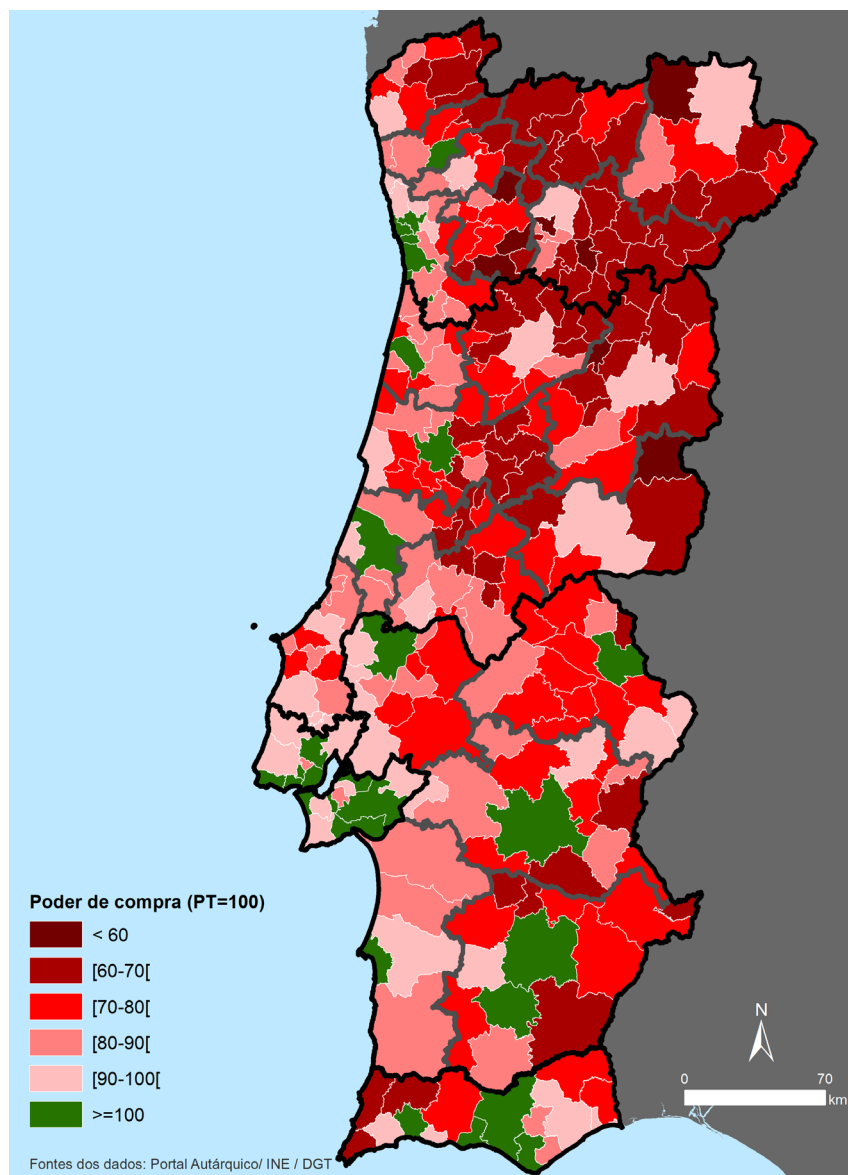 Poder de compra (PT=100)
< 60
[60-70[
[70-80[
[80-90[
[90-100[
>=100
N
0 70
km
Fontes dos dados: Portal Autárquico/ INE / DGT